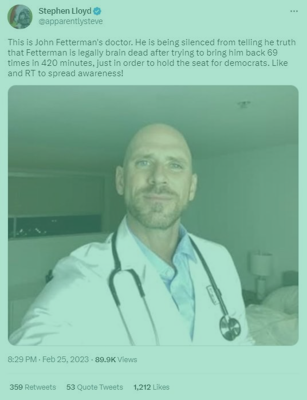 Stephen Lloyd
@apparentlysteve
This is John Fetterman's doctor. He is being silenced from telling he truth
that Fetterman is legally brain dead after trying to bring him back 69
times in 420 minutes, just in order to hold the seat for democrats. Like
and RT to spread awareness!
8:29 PM · Feb 25, 2023 · 89.9K Views
359 Retweets 53 Quote Tweets 1,212 Likes